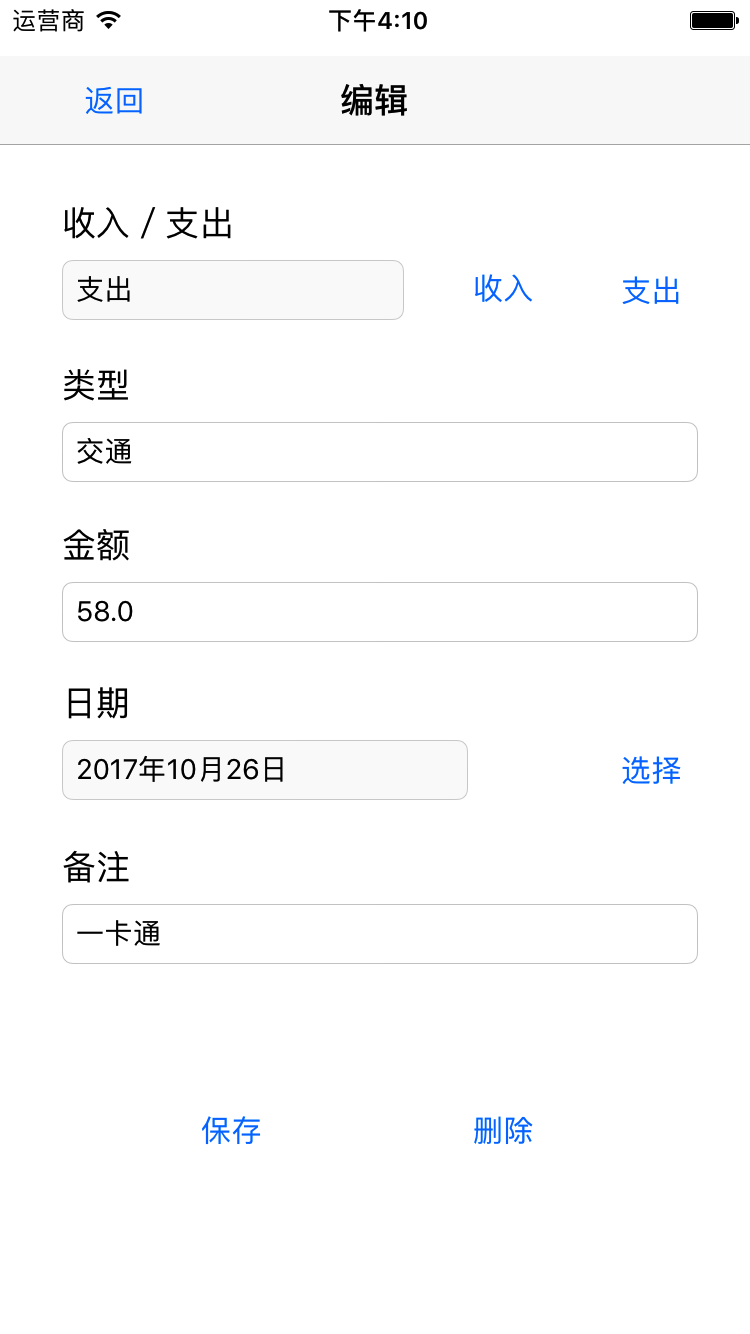 运营商 下午4:10
返回 编辑
收入 / 支出
支出 收入 支出
类型
交通
金额
58.0
日期
2017年10月26日 选择
备注
一卡通
保存 删除